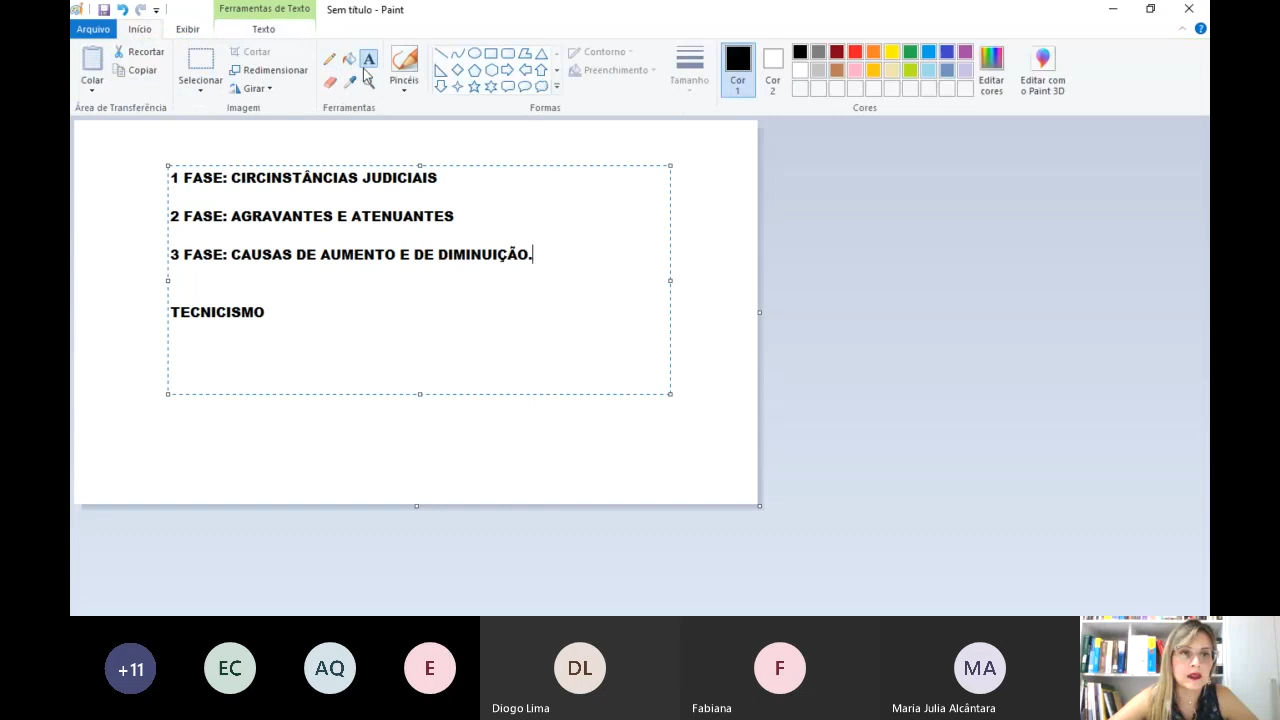 Ferramentas de Texto
Sem título - Paint
Arquivo
Início
Exibir
Texto
Colar
Recortar
Copiar
Área de Transferência
Selecionar
Cortar
Redimensionar
Girar
Imagem
A
Ferramentas
Pincéis
Formas
Contorno
Preenchimento
Tamanho
Cor
1
Cor
2
Cores
Editar
cores
Editar com
o Paint 3D
1 FASE: CIRCINSTÂNCIAS JUDICIAIS
2 FASE: AGRAVANTES E ATENUANTES
3 FASE: CAUSAS DE AUMENTO E DE DIMINUIÇÃO.
TECNICISMO
+11
EC
AQ
E
DL
Diogo Lima
F
Fabiana
MA
Maria Julia Alcântara